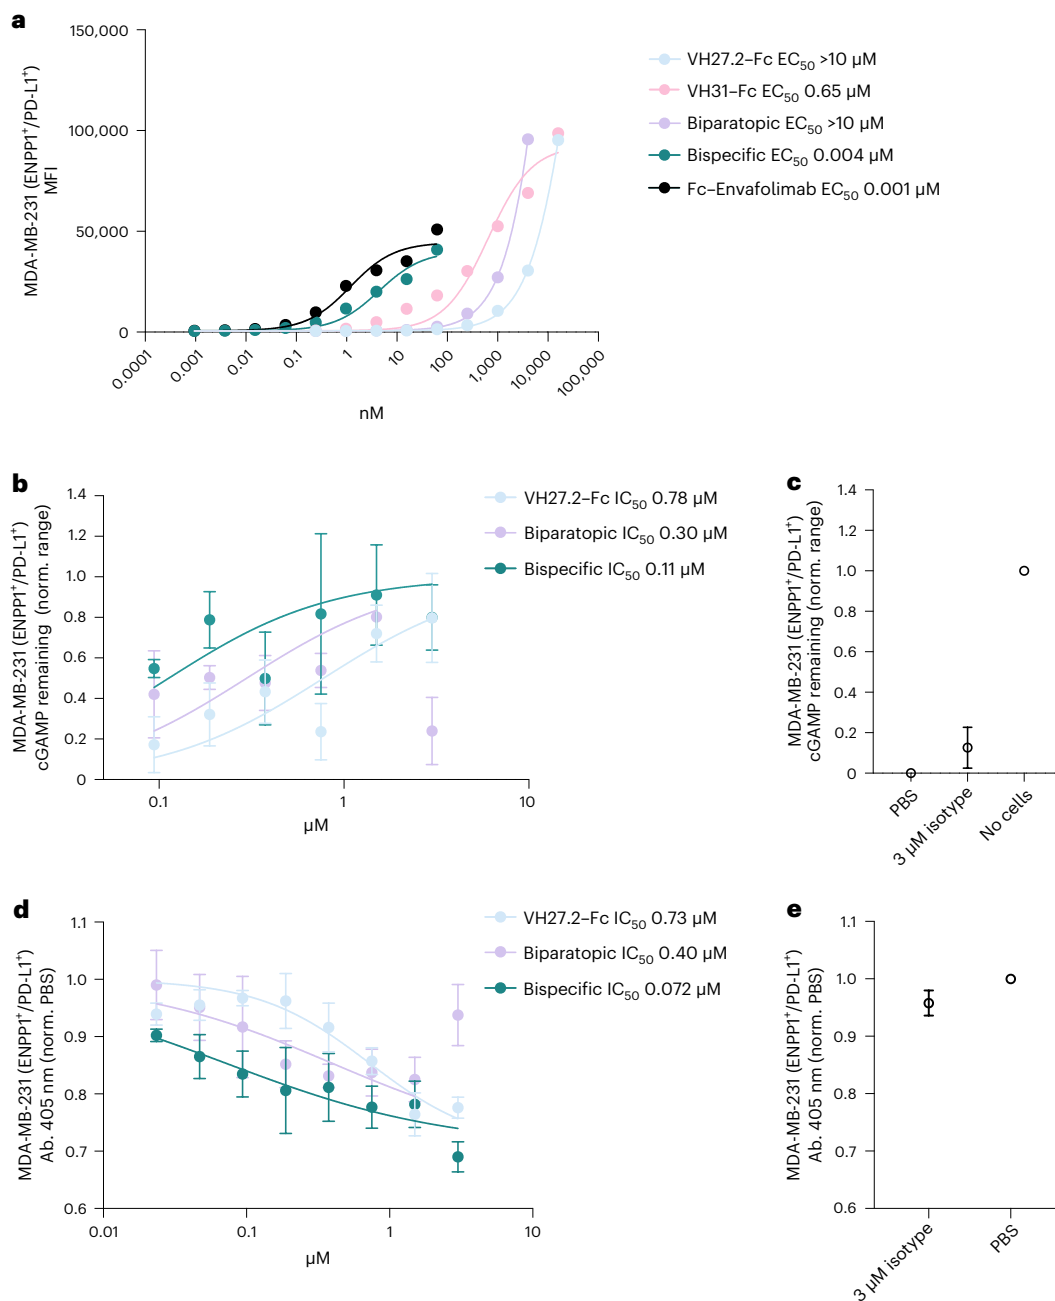 a
150,000
100,000
50,000
0
MDA-MB-231 (ENPP1⁺/PD-L1⁺)
MFI
0.0001
0.001
0.01
0.1
1
10
100
1,000
10,000
100,000
nM
VH27.2–Fc EC₅₀ >10 µM
VH31–Fc EC₅₀ 0.65 µM
Biparatopic EC₅₀ >10 µM
Bispecific EC₅₀ 0.004 µM
Fc–Envafolimab EC₅₀ 0.001 µM
b
1.4
1.2
1.0
0.8
0.6
0.4
0.2
0
MDA-MB-231 (ENPP1⁺/PD-L1⁺)
cGAMP remaining (norm. range)
0.1
1
10
µM
VH27.2–Fc IC₅₀ 0.78 µM
Biparatopic IC₅₀ 0.30 µM
Bispecific IC₅₀ 0.11 µM
c
1.4
1.2
1.0
0.8
0.6
0.4
0.2
0
MDA-MB-231 (ENPP1⁺/PD-L1⁺)
cGAMP remaining (norm. range)
PBS
3 µM isotype
No cells
d
1.1
1.0
0.9
0.8
0.7
0.6
MDA-MB-231 (ENPP1⁺/PD-L1⁺)
Ab. 405 nm (norm. PBS)
0.01
0.1
1
10
µM
VH27.2–Fc IC₅₀ 0.73 µM
Biparatopic IC₅₀ 0.40 µM
Bispecific IC₅₀ 0.072 µM
e
1.1
1.0
0.9
0.8
0.7
0.6
MDA-MB-231 (ENPP1⁺/PD-L1⁺)
Ab. 405 nm (norm. PBS)
3 µM isotype
PBS